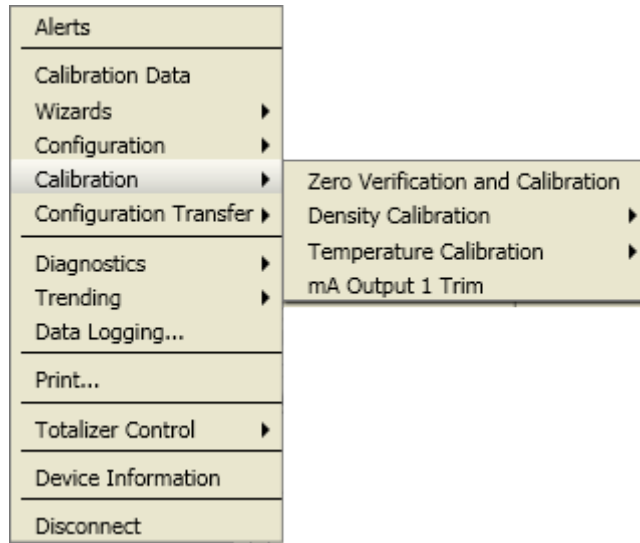 Alerts
Calibration Data
Wizards
Configuration
Calibration
Configuration Transfer
Diagnostics
Trending
Data Logging...
Print...
Totalizer Control
Device Information
Disconnect
Zero Verification and Calibration
Density Calibration
Temperature Calibration
mA Output 1 Trim